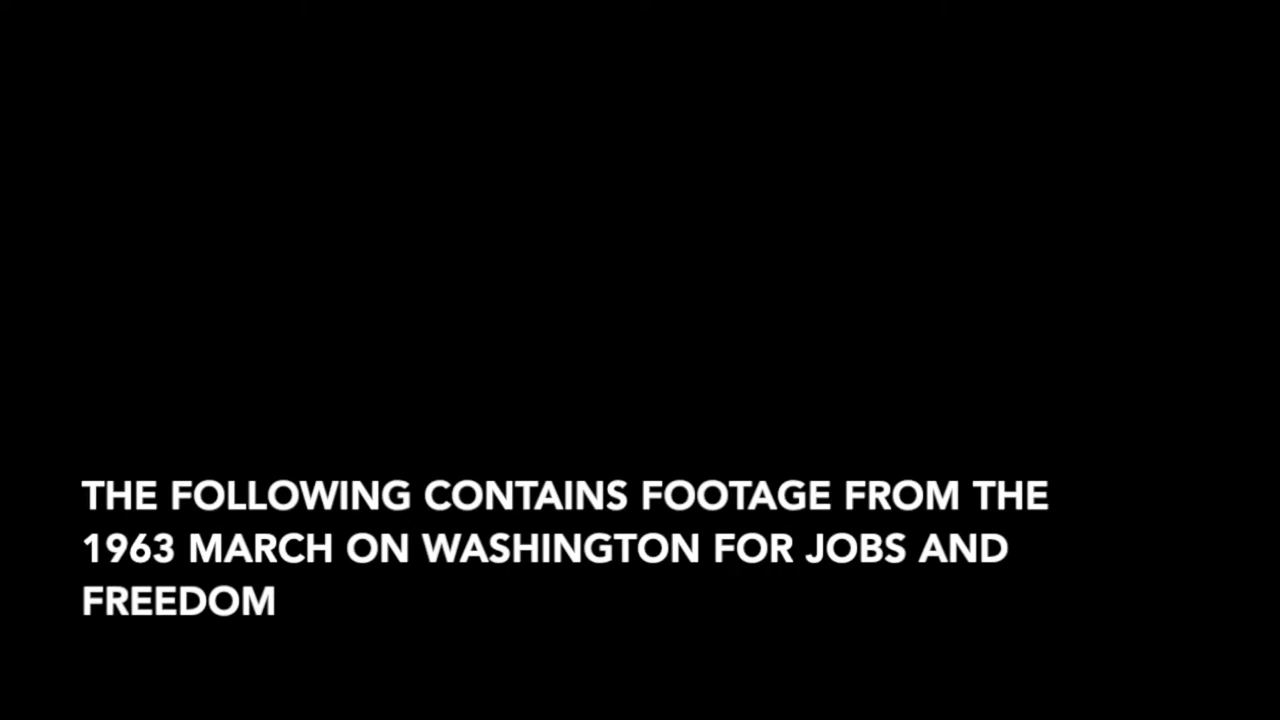 THE FOLLOWING CONTAINS FOOTAGE FROM THE
1963 MARCH ON WASHINGTON FOR JOBS AND
FREEDOM